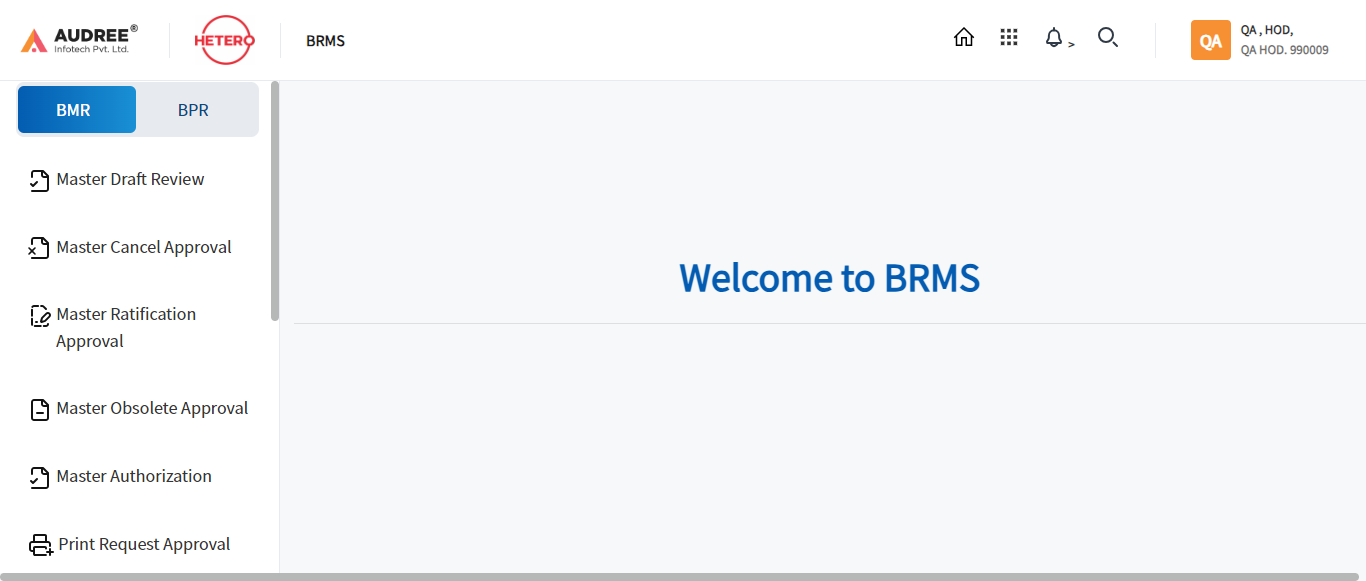 AUDREE®
Infotech Pvt. Ltd.
HETERO
BRMS
>
QA
QA , HOD,
QA HOD. 990009
BMR
BPR
Master Draft Review
Master Cancel Approval
Master Ratification
Approval
Master Obsolete Approval
Master Authorization
Print Request Approval
Welcome to BRMS